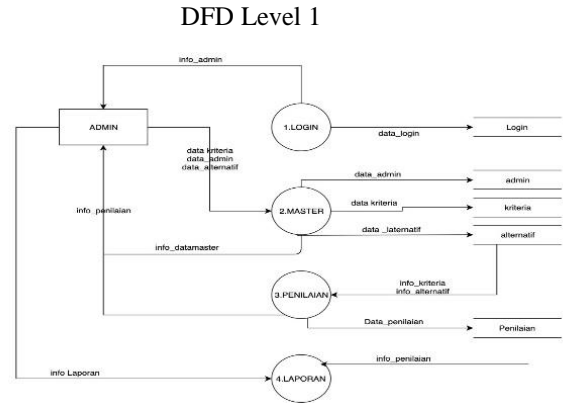 DFD Level 1
info_admin
ADMIN
1.LOGIN
data_login
Login
data kriteria
data_admin
data_alternatif
data_admin
admin
info_penilaian
2.MASTER
data kriteria
kriteria
info_datamaster
data _laternatif
alternatif
info_kriteria
info_alternatif
3.PENILAIAN
Data_penilaian
Penilaian
info_penilaian
info Laporan
4.LAPORAN